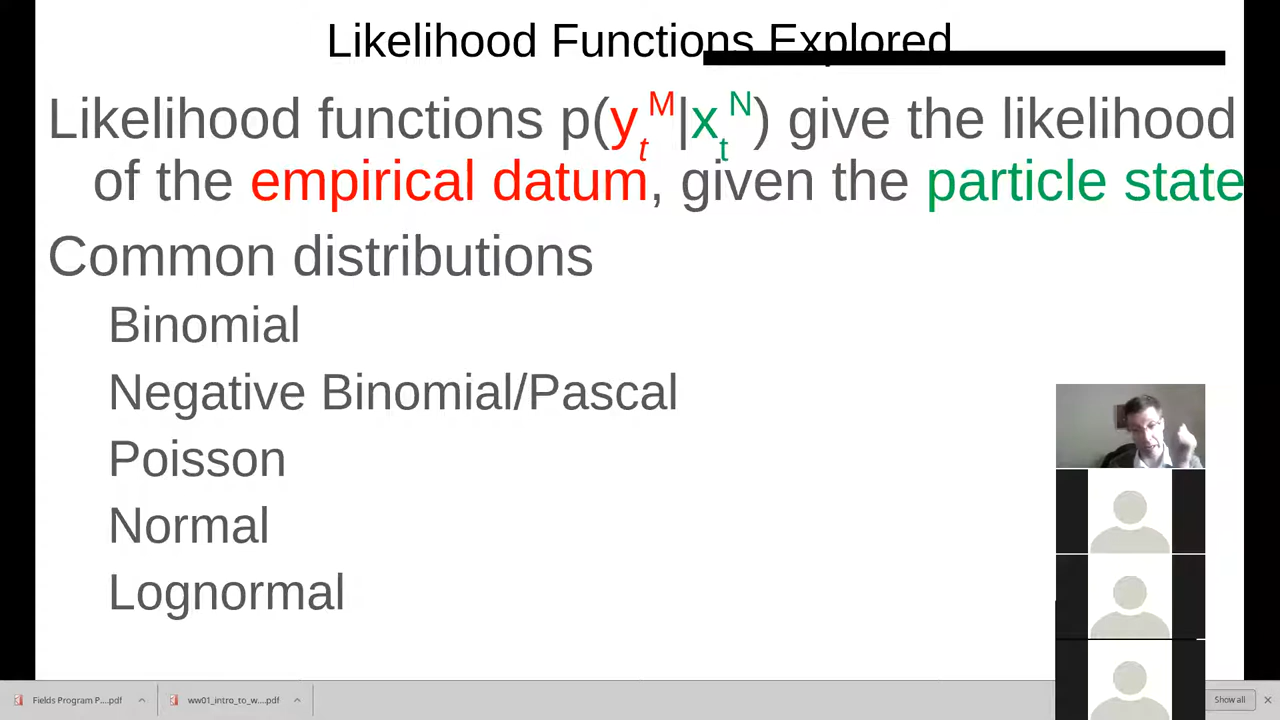 Likelihood Functions Explored
Likelihood functions p(y_t^M|x_t^N) give the likelihood
of the empirical datum, given the particle state
Common distributions
Binomial
Negative Binomial/Pascal
Poisson
Normal
Lognormal
Fields Program P....pdf
ww01_intro_to_w....pdf
Show all